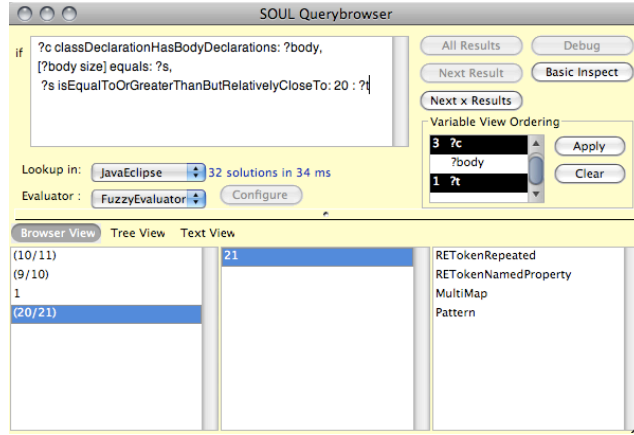 SOUL Querybrowser
if
?c classDeclarationHasBodyDeclarations: ?body,
[?body size] equals: ?s,
?s isEqualToOrGreaterThanButRelativelyCloseTo: 20 : ?t
All Results
Debug
Next Result
Basic Inspect
Next x Results
Variable View Ordering
3 ?c
?body
1 ?t
Apply
Clear
Lookup in: JavaEclipse 32 solutions in 34 ms
Evaluator : FuzzyEvaluator Configure
Browser View Tree View Text View
(10/11)
(9/10)
1
(20/21)
21
RETokenRepeated
RETokenNamedProperty
MultiMap
Pattern